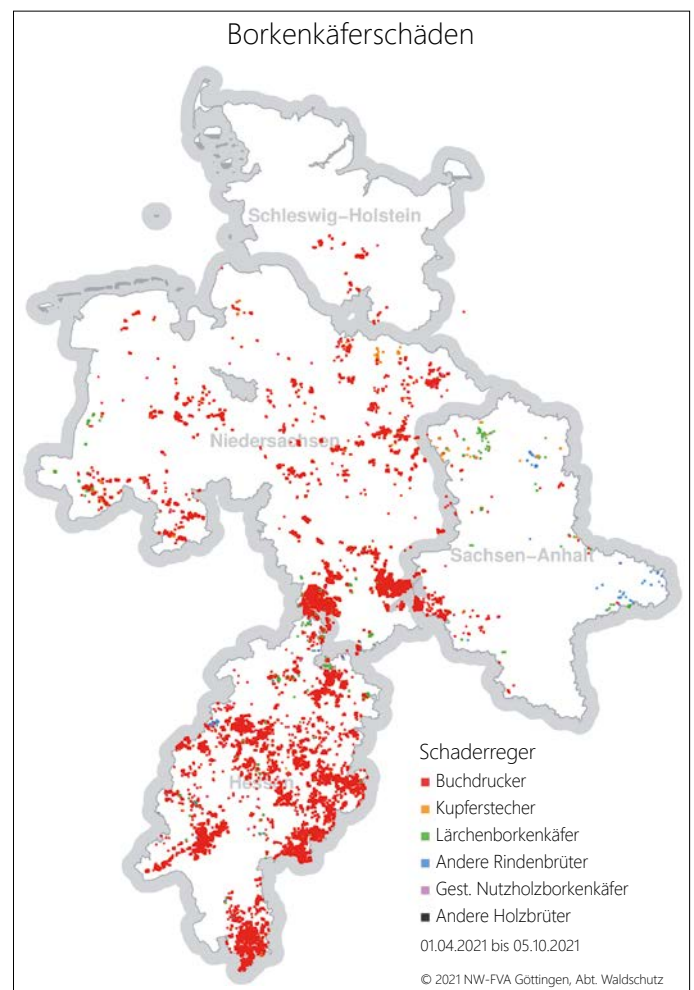 Borkenkäferschäden
Schleswig-Holstein
Niedersachsen
Sachsen-Anhalt
Hessen
Schaderreger
Buchdrucker
Kupferstecher
Lärchenborkenkäfer
Andere Rindenbrüter
Gest. Nutzholzborkenkäfer
Andere Holzbrüter
01.04.2021 bis 05.10.2021
© 2021 NW-FVA Göttingen, Abt. Waldschutz